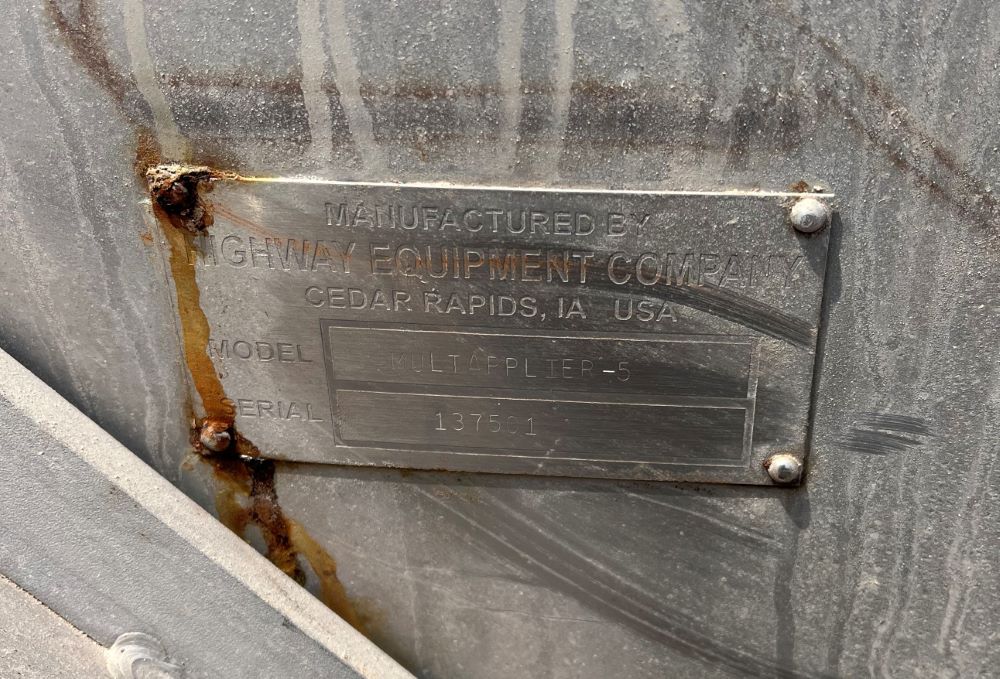 MANUFACTURED BY
HIGHWAY EQUIPMENT COMPANY
CEDAR RAPIDS, IA USA
MODEL MULTAPPLIER-5
SERIAL 137501